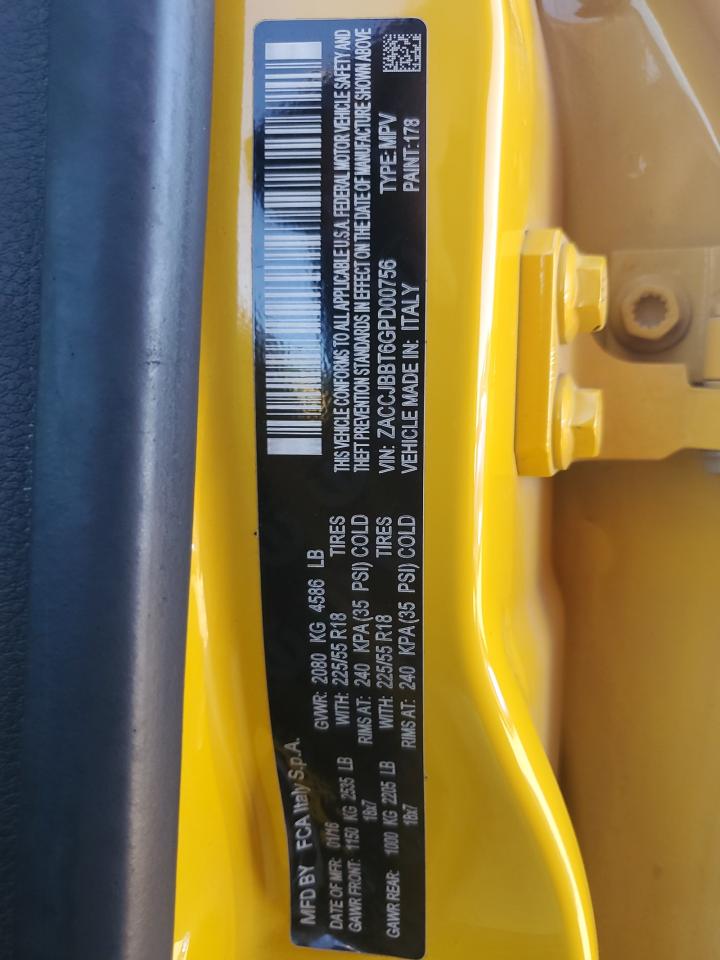 MFD BY FCA Italy S.p.A.
DATE OF MFR: 01/16 GVWR: 2080 KG 4586 LB
GAWR FRONT: 1150 KG 2535 LB WITH: 225/55 R18 TIRES
18x7 RIMS AT: 240 KPA(35 PSI) COLD
GAWR REAR: 1000 KG 2205 LB WITH: 225/55 R18 TIRES
18x7 RIMS AT: 240 KPA(35 PSI) COLD
THIS VEHICLE CONFORMS TO ALL APPLICABLE U.S.A. FEDERAL MOTOR VEHICLE SAFETY AND
THEFT PREVENTION STANDARDS IN EFFECT ON THE DATE OF MANUFACTURE SHOWN ABOVE
VIN: ZACCJBBT6GPD00756 TYPE: MPV
VEHICLE MADE IN: ITALY PAINT: 178